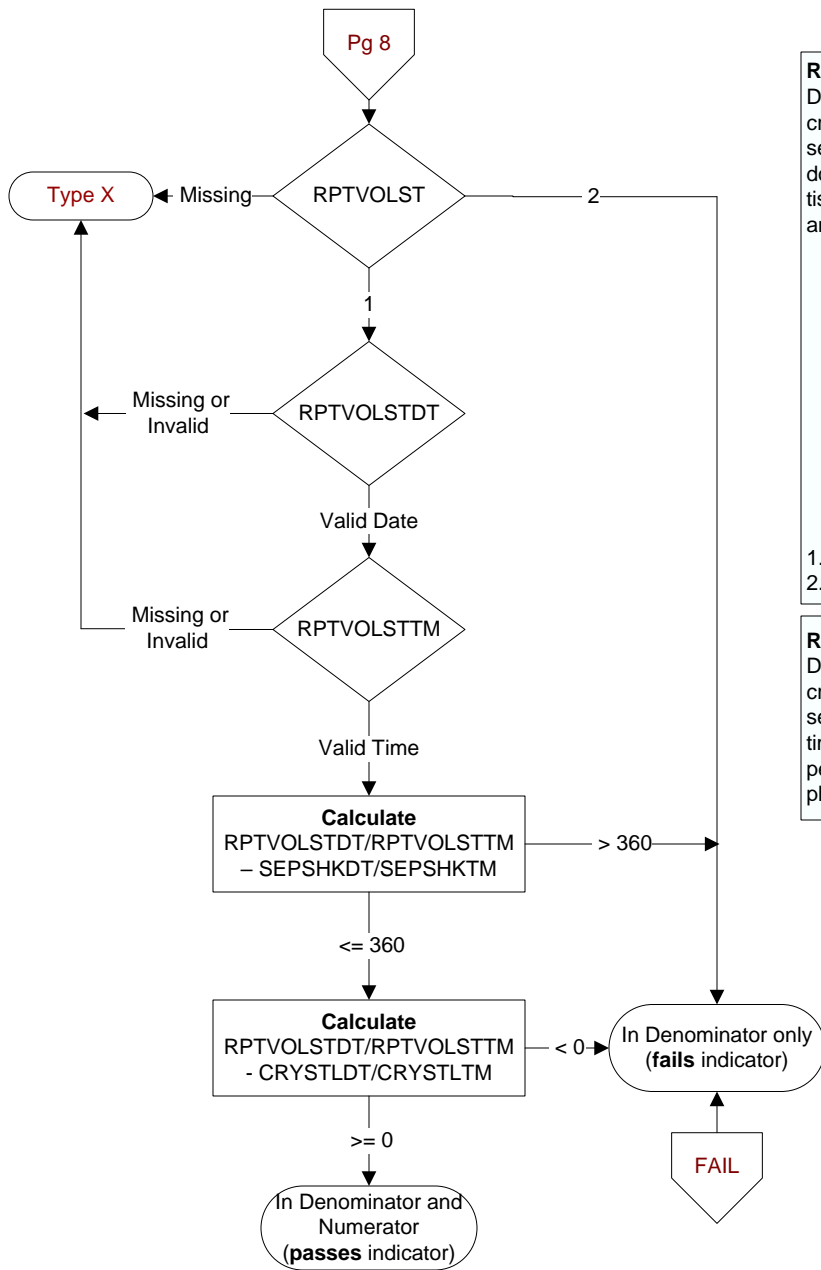 Pg 8
RPTVOLST
Missing
Type X
2
1
RPTVOLSTDT
Missing or
Invalid
Valid Date
RPTVOLSTTM
Missing or
Invalid
Valid Time
Calculate
RPTVOLSTDT/RPTVOLSTTM
– SEPSHKDT/SEPSHKTM
> 360
<= 360
Calculate
RPTVOLSTDT/RPTVOLSTTM
- CRYSTLDT/CRYSTLTM
< 0
In Denominator only
(fails indicator)
>= 0
FAIL
In Denominator and
Numerator
(passes indicator)
1.
2.